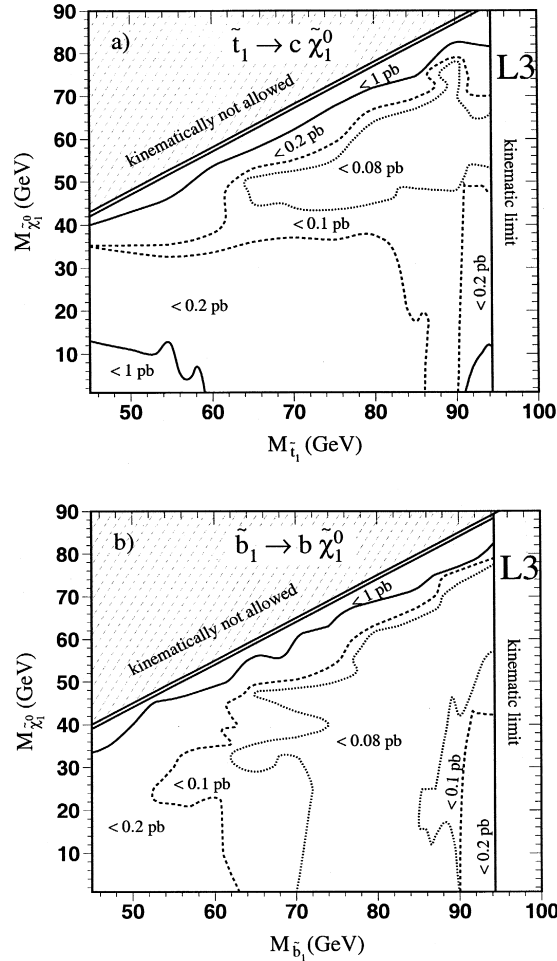 a) t̃₁ → c χ̃₁⁰
L3
kinematically not allowed
< 1 pb
< 0.2 pb
< 0.08 pb
< 0.1 pb
< 0.2 pb
< 0.2 pb
< 1 pb
kinematic limit
90
80
70
60
50
40
30
20
10
M χ̃₁⁰ (GeV)
50 60 70 80 90 100
M t̃₁ (GeV)
b) b̃₁ → b χ̃₁⁰
L3
kinematically not allowed
< 1 pb
< 0.08 pb
< 0.1 pb
< 0.2 pb
< 0.1 pb
< 0.2 pb
kinematic limit
90
80
70
60
50
40
30
20
10
M χ̃₁⁰ (GeV)
50 60 70 80 90 100
M b̃₁ (GeV)